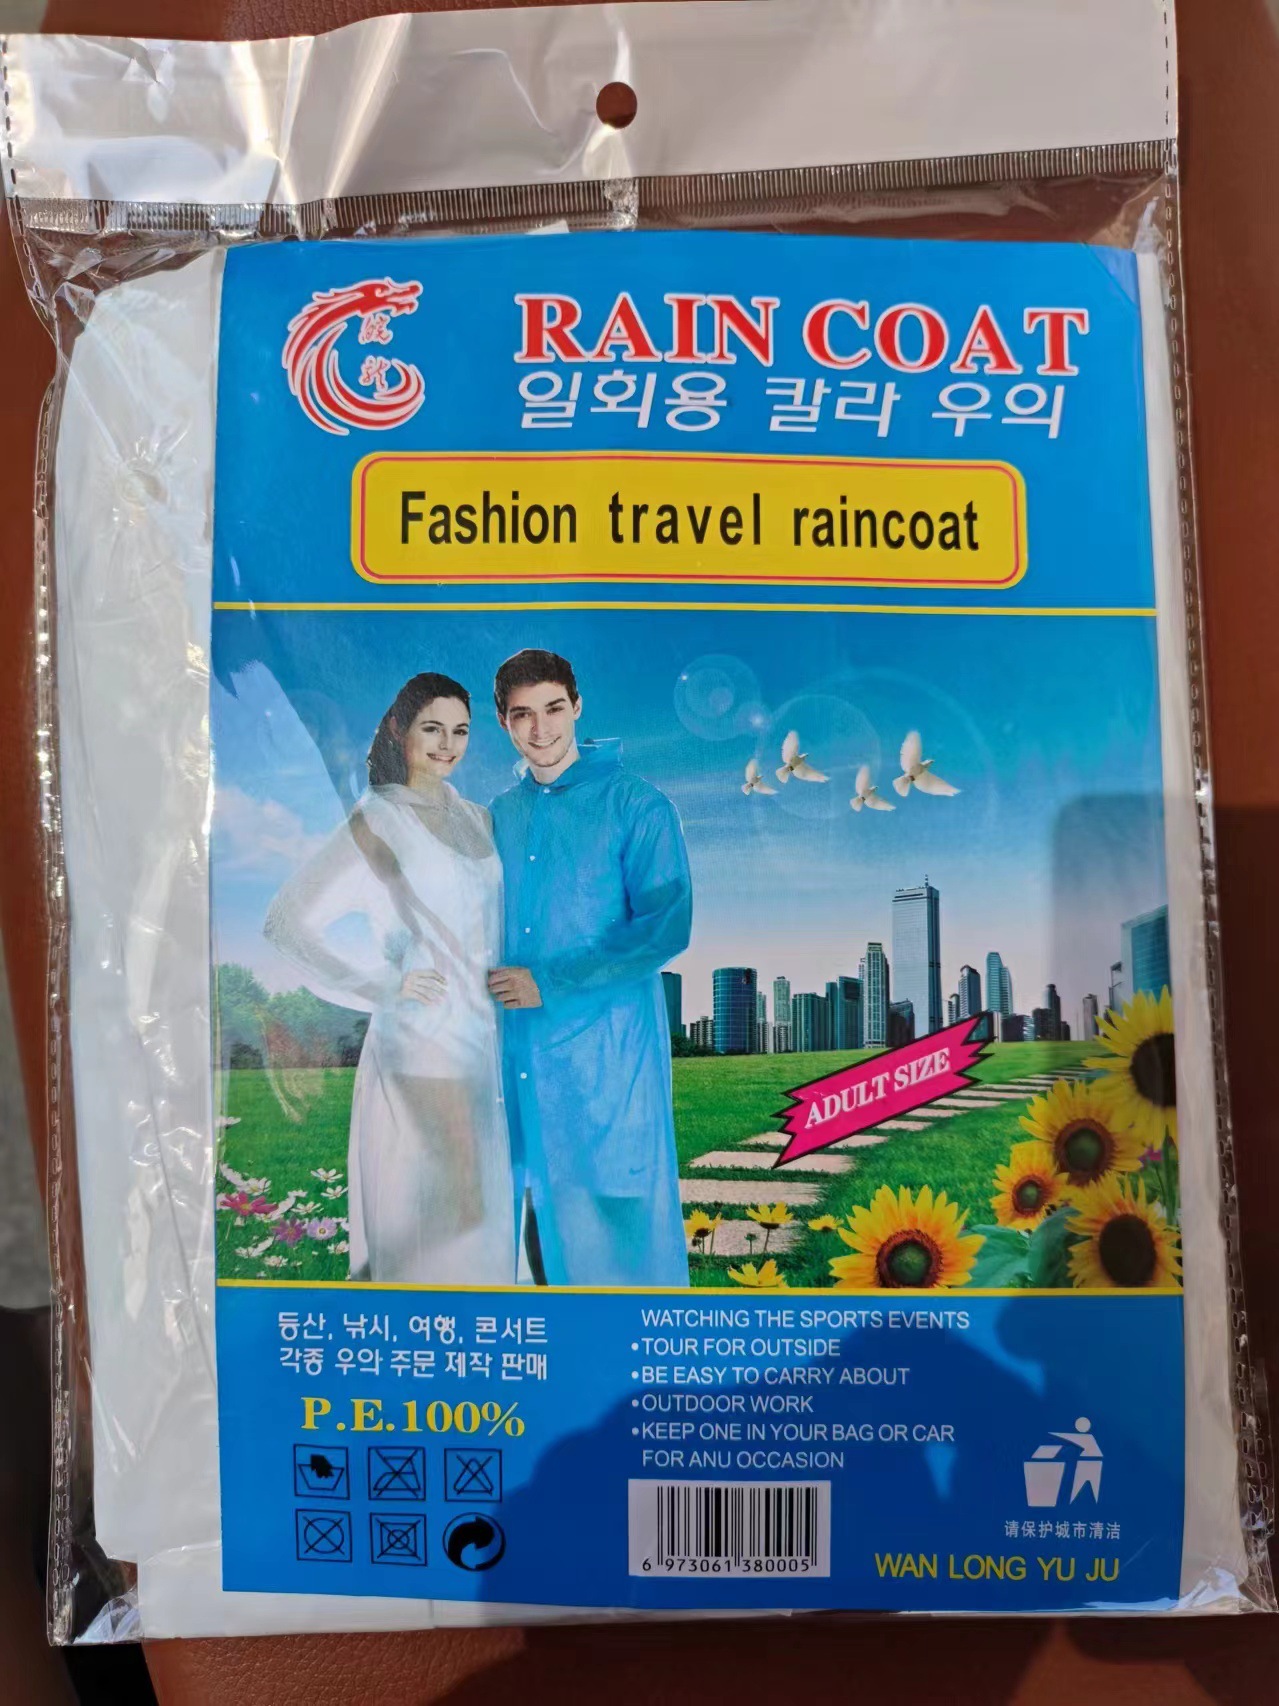 皖龙
RAIN COAT
일회용 칼라 우의
Fashion travel raincoat
ADULT SIZE
등산, 낚시, 여행, 콘서트
각종 우의 주문 제작 판매
P.E.100%
WATCHING THE SPORTS EVENTS
•TOUR FOR OUTSIDE
•BE EASY TO CARRY ABOUT
•OUTDOOR WORK
•KEEP ONE IN YOUR BAG OR CAR
FOR ANU OCCASION
6 973061 380005
请保护城市清洁
WAN LONG YU JU